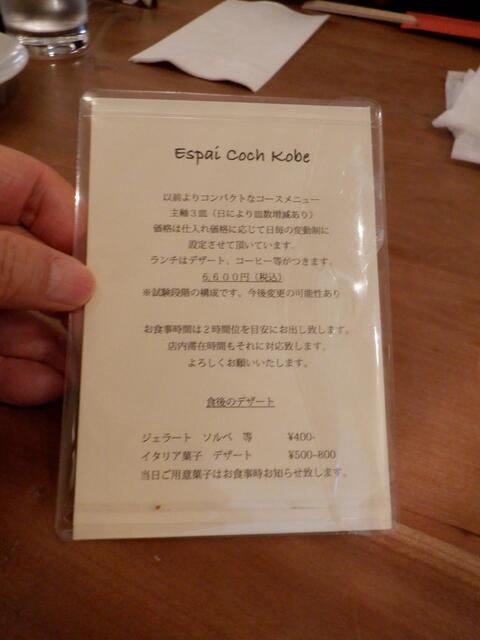 Espai Coch Kobe
以前よりコンパクトなコースメニュー
主軸３皿（日により皿数増減あり）
価格は仕入れ価格に応じて日毎の変動制に
設定させて頂いています。
ランチはデザート、コーヒー等がつきます。
6,600円（税込）
※試験段階の構成です。今後変更の可能性あり
お食事時間は２時間位を目安にお出し致します。
店内滞在時間もそれに対応致します。
よろしくお願いいたします。
食後のデザート
ジェラート　ソルベ　等　¥400-
イタリア菓子　デザート　¥500-800
当日ご用意菓子はお食事時お知らせ致します。